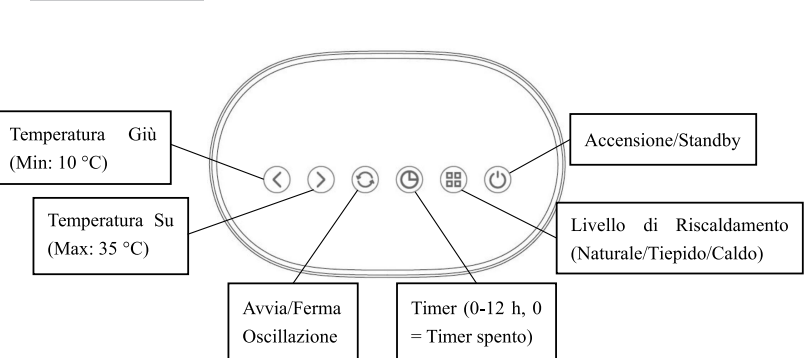 Temperatura Giù
(Min: 10 °C)
Accensione/Standby
Temperatura Su
(Max: 35 °C)
Livello di Riscaldamento
(Naturale/Tiepido/Caldo)
Avvia/Ferma
Oscillazione
Timer (0-12 h, 0
= Timer spento)